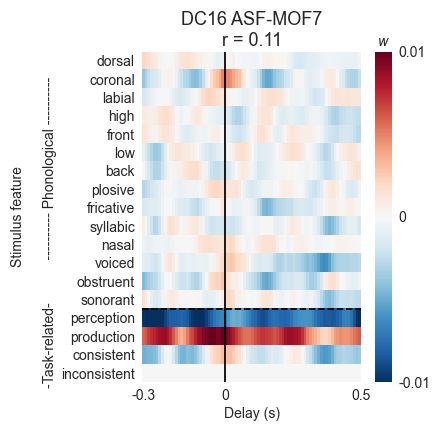 DC16 ASF-MOF7
r = 0.11
w
dorsal
coronal
labial
high
front
low
back
plosive
fricative
syllabic
nasal
voiced
obstruent
sonorant
perception
production
consistent
inconsistent
Stimulus feature
----------- Phonological -----------
-Task-related-
0.01
0
-0.01
-0.3
0
0.5
Delay (s)